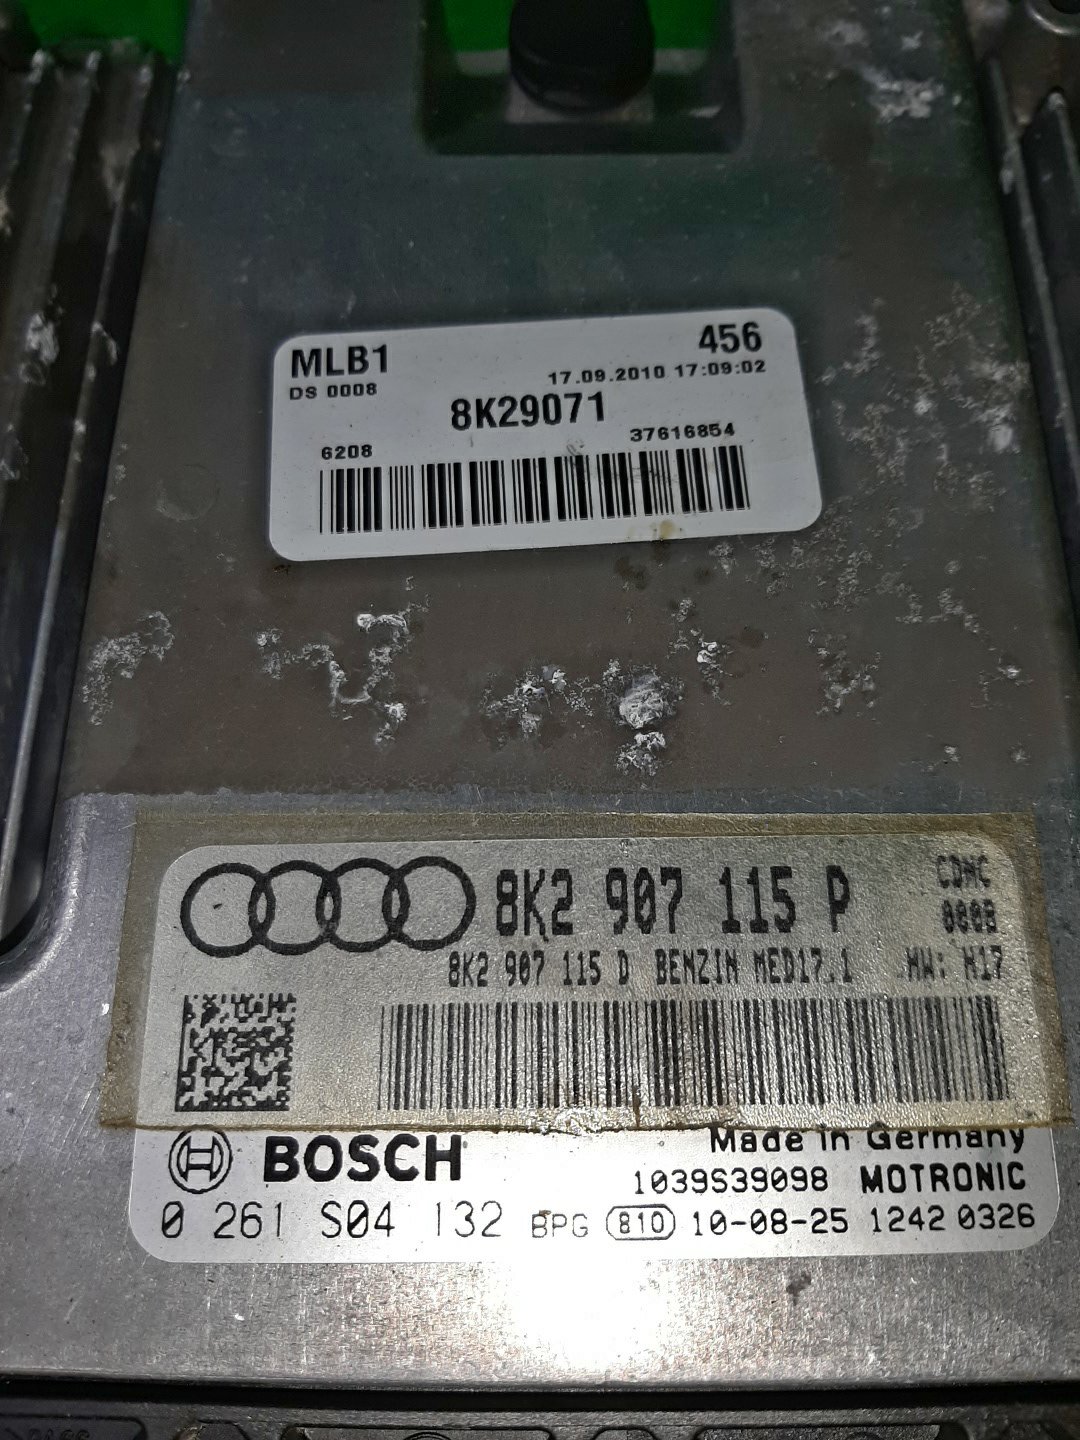 MLB1 456
DS 0008 17.09.2010 17:09:02
8K29071
6208 37616854
8K2 907 115 P CDMC
0008
8K2 907 115 D BENZIN MED17.1 HW: H17
BOSCH Made in Germany
1039S39098 MOTRONIC
0 261 S04 132 BPG 810 10-08-25 1242 0326